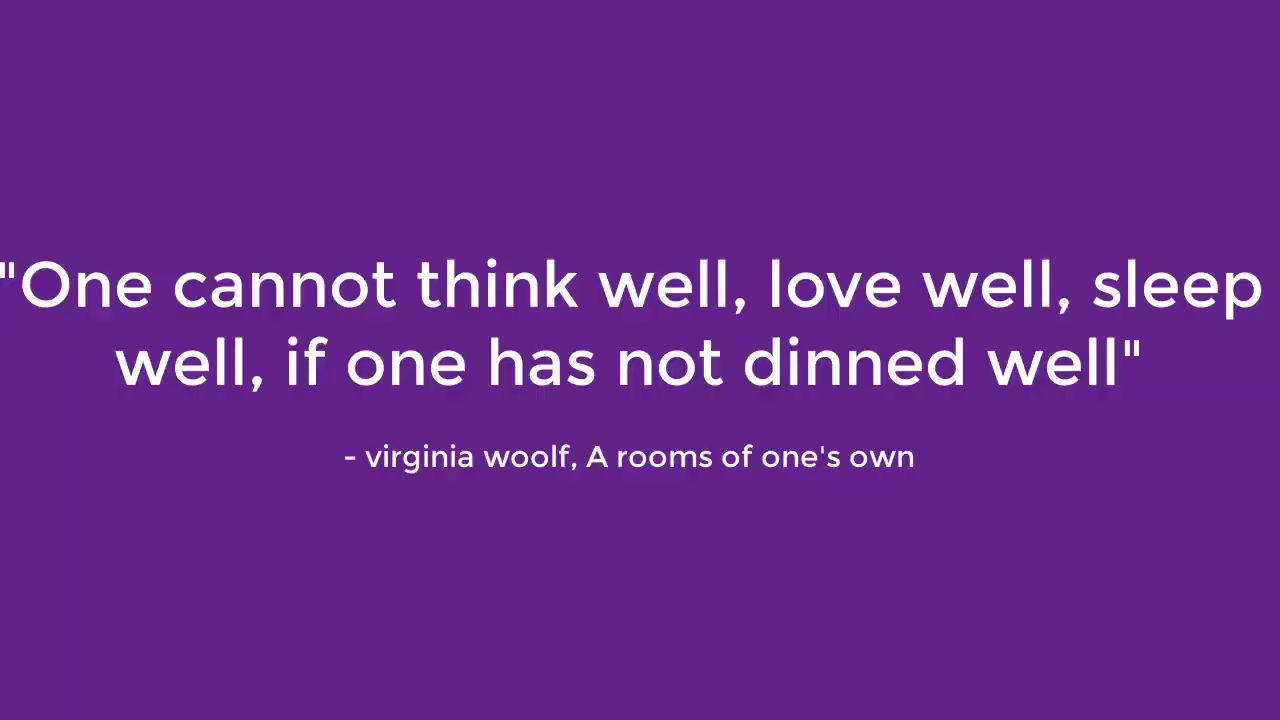 "One cannot think well, love well, sleep
well, if one has not dinned well"
- virginia woolf, A rooms of one's own